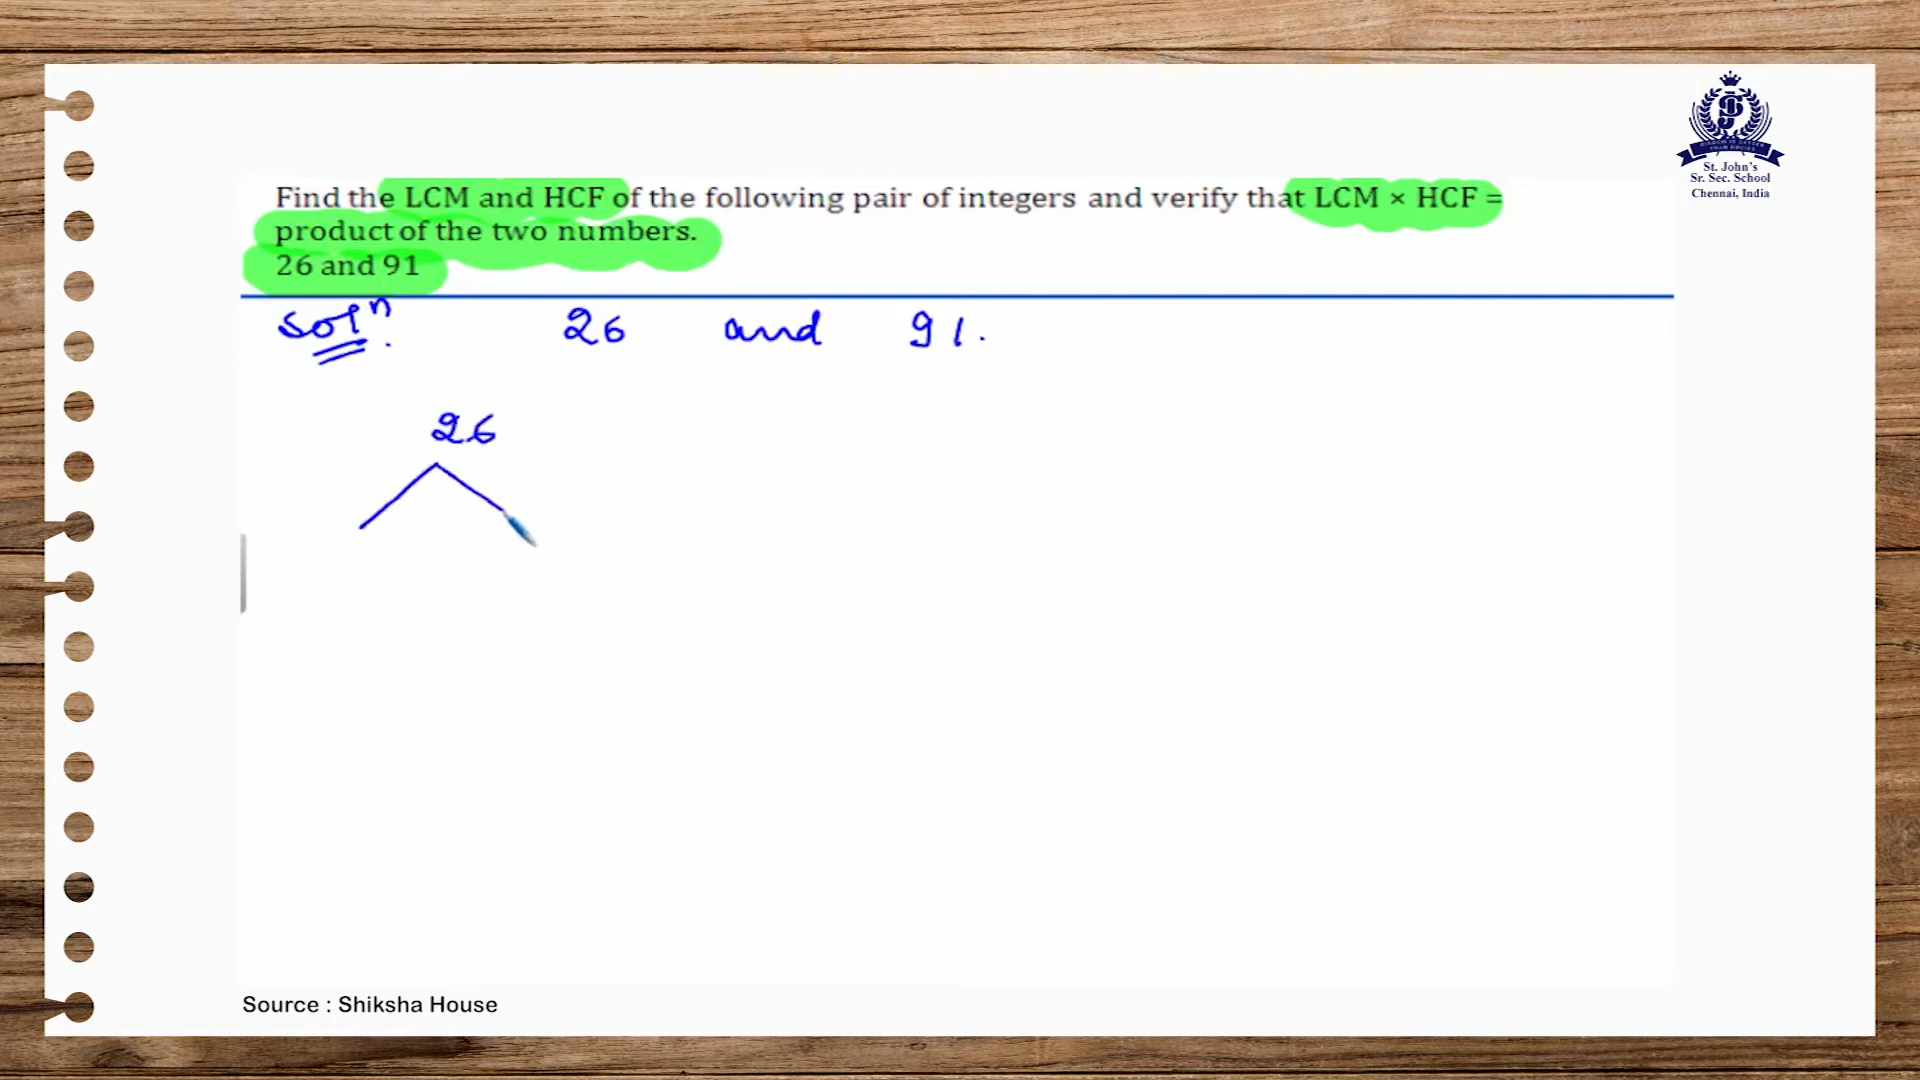 Find the LCM and HCF of the following pair of integers and verify that LCM × HCF =
product of the two numbers.
26 and 91
Solⁿ.
26 and 91.
26
St. John's
Sr. Sec. School
Chennai, India
Source : Shiksha House